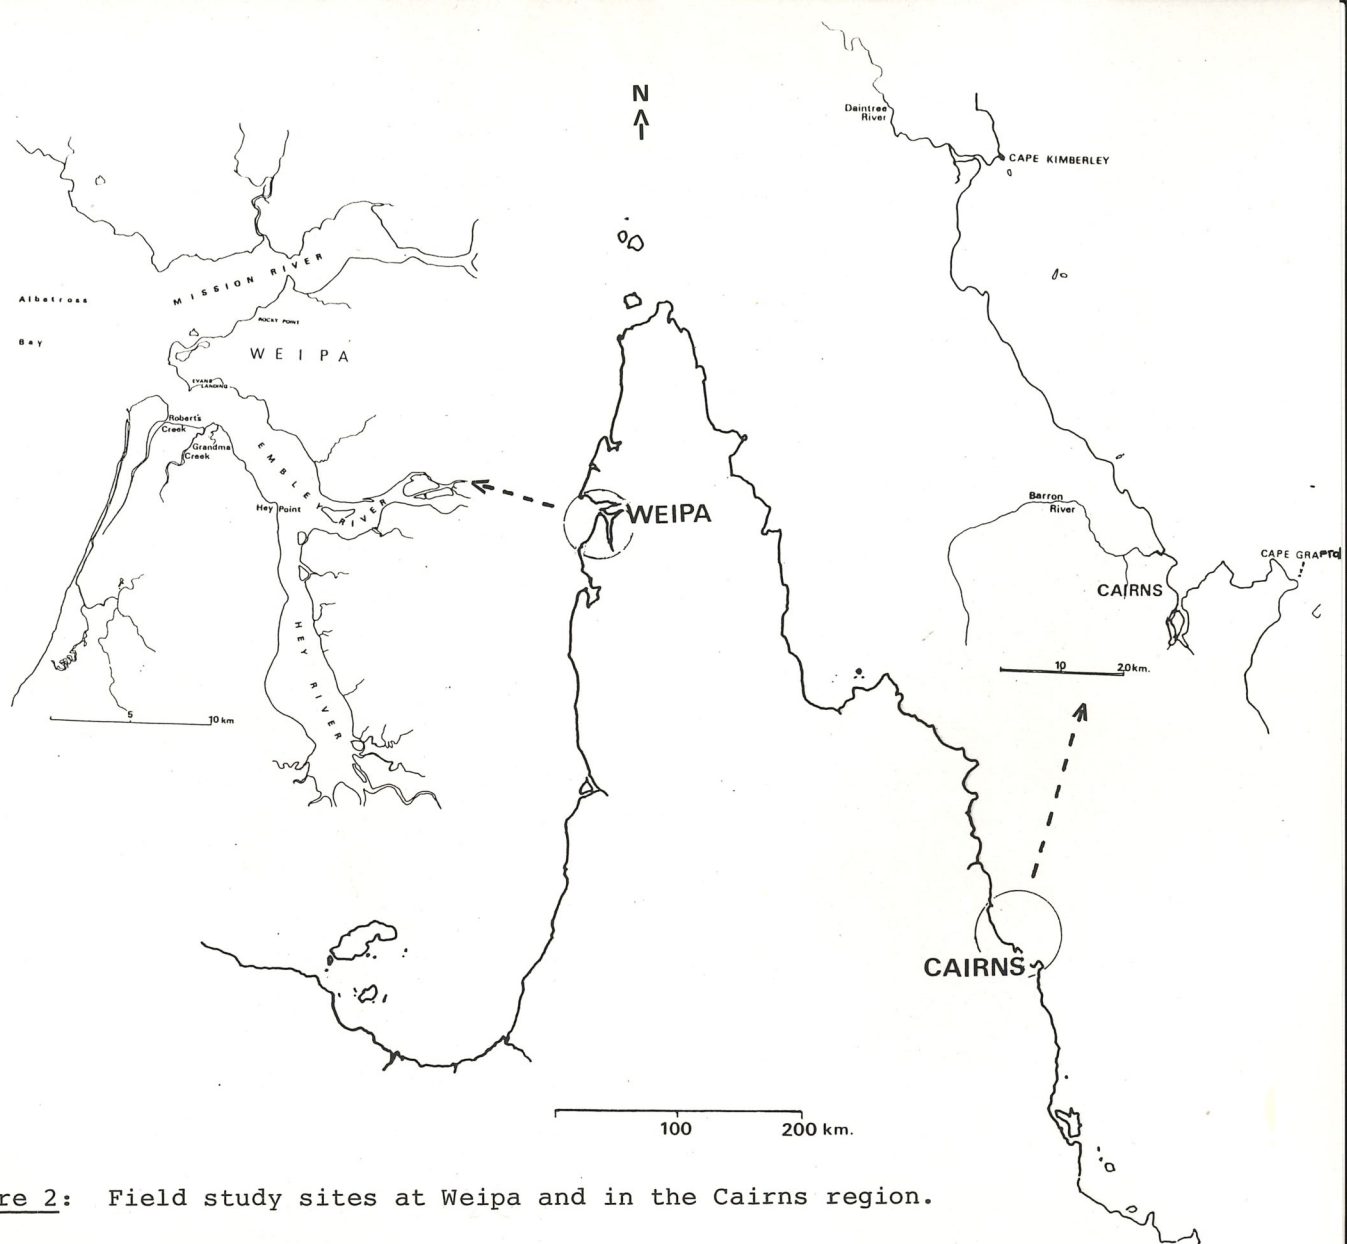 N
Λ
Daintree
River
CAPE KIMBERLEY
MISSION RIVER
Albatross
Bay
ROCKY POINT
WEIPA
EVANS
LANDING
Robert's
Creek
Grandma
Creek
EMBLEY
RIVER
Hey Point
HEY
RIVER
5 10 km
WEIPA
Barron
River
CAPE GRAFTON
CAIRNS
10 20km.
CAIRNS
100 200 km.
re 2: Field study sites at Weipa and in the Cairns region.